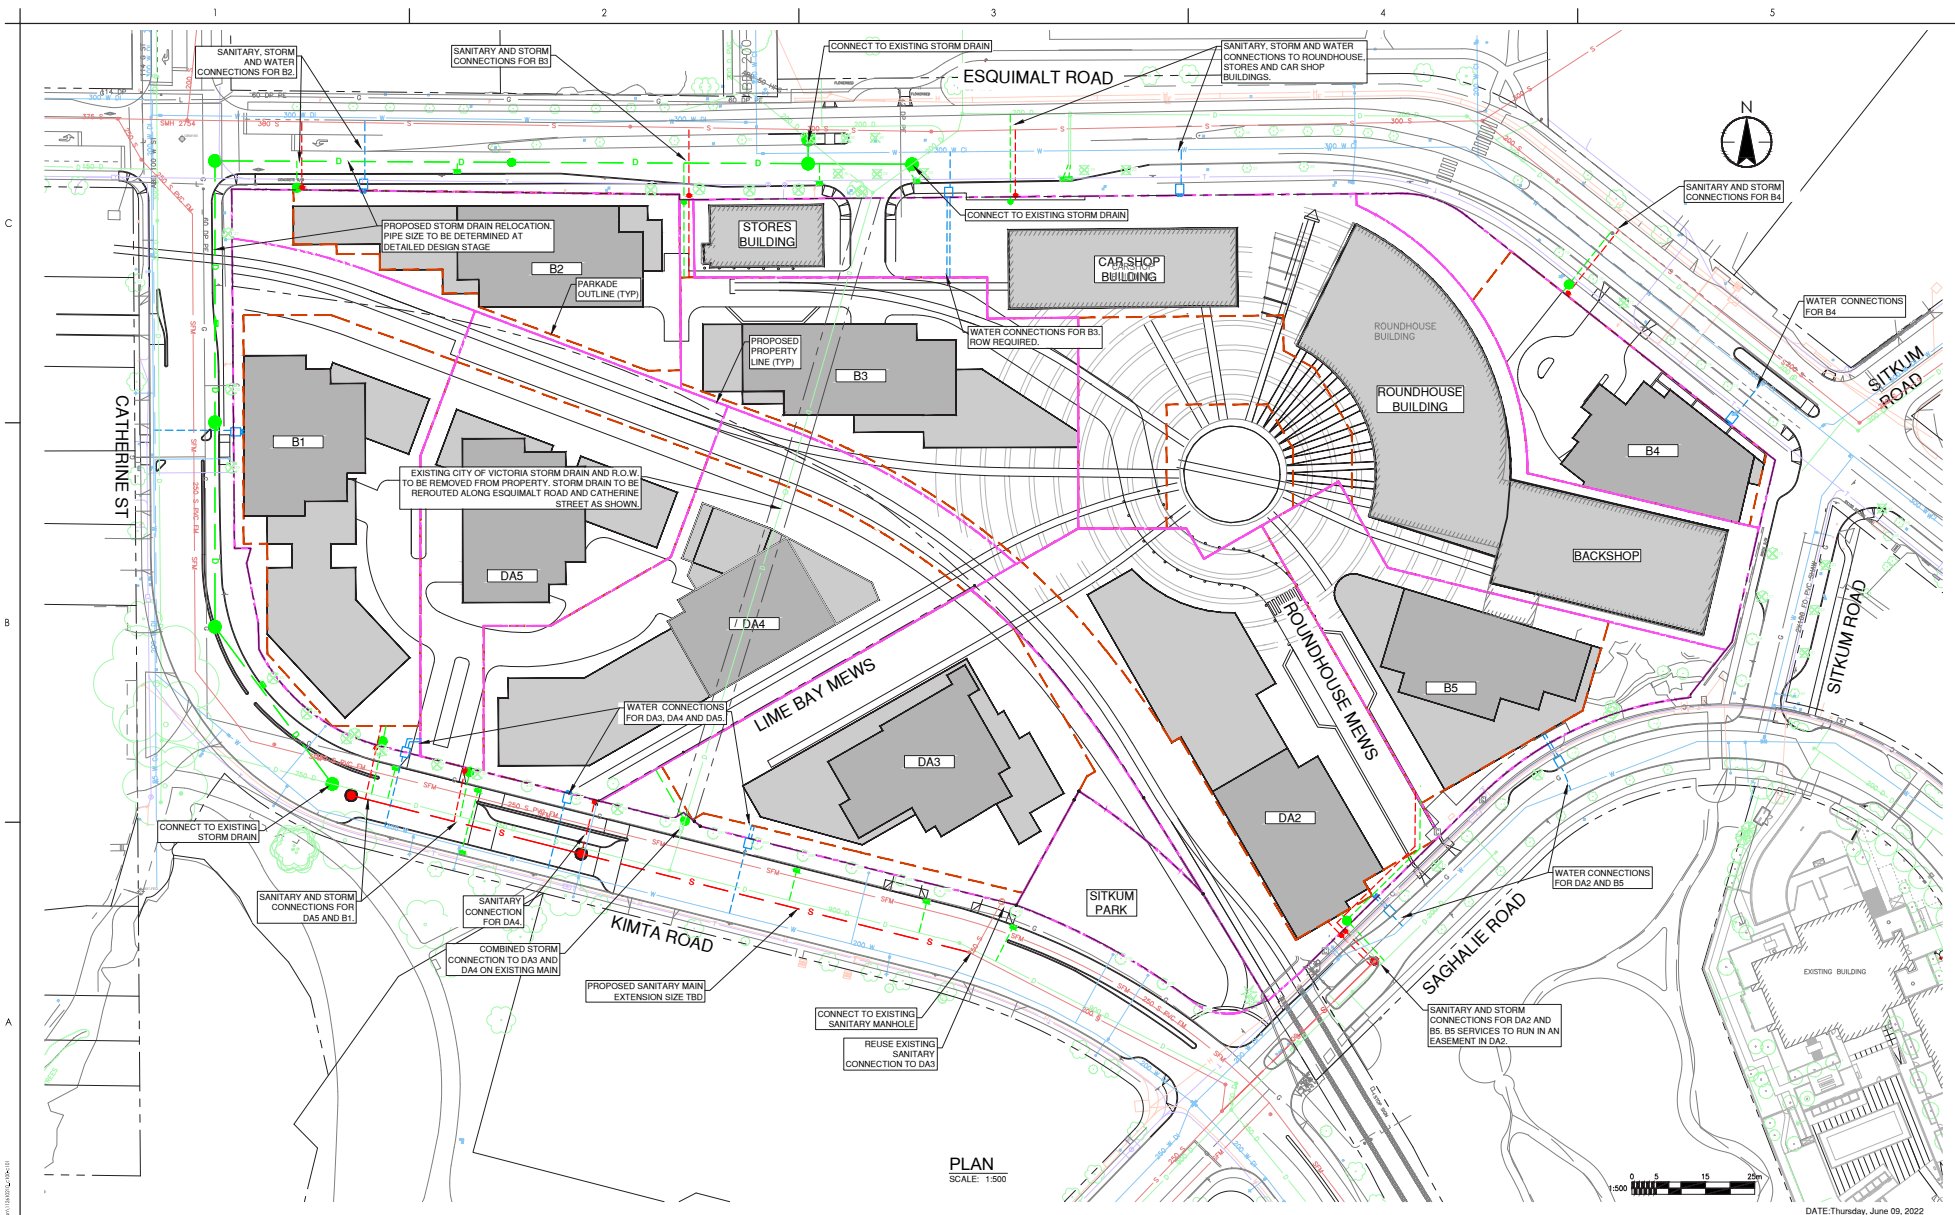 1
2
3
4
5
C
B
A
SANITARY, STORM
AND WATER
CONNECTIONS FOR B2.
SANITARY AND STORM
CONNECTIONS FOR B3
CONNECT TO EXISTING STORM DRAIN
ESQUIMALT ROAD
SANITARY, STORM AND WATER
CONNECTIONS TO ROUNDHOUSE,
STORES AND CAR SHOP
BUILDINGS.
N
SANITARY AND STORM
CONNECTIONS FOR B4
CONNECT TO EXISTING STORM DRAIN
PROPOSED STORM DRAIN RELOCATION.
PIPE SIZE TO BE DETERMINED AT
DETAILED DESIGN STAGE
STORES
BUILDING
B2
CAR SHOP
BUILDING
PARKADE
OUTLINE (TYP)
WATER CONNECTIONS
FOR B4
WATER CONNECTIONS FOR B3.
ROW REQUIRED.
ROUNDHOUSE
BUILDING
PROPOSED
PROPERTY
LINE (TYP)
B3
ROUNDHOUSE
BUILDING
SITKUM
ROAD
CATHERINE ST
B1
B4
EXISTING CITY OF VICTORIA STORM DRAIN AND R.O.W.
TO BE REMOVED FROM PROPERTY. STORM DRAIN TO BE
REROUTED ALONG ESQUIMALT ROAD AND CATHERINE
STREET AS SHOWN.
BACKSHOP
DA5
DA4
SITKUM ROAD
ROUNDHOUSE MEWS
LIME BAY MEWS
B5
WATER CONNECTIONS
FOR DA3, DA4 AND DA5.
DA3
DA2
CONNECT TO EXISTING
STORM DRAIN
SANITARY AND STORM
CONNECTIONS FOR
DA5 AND B1.
SANITARY
CONNECTION
FOR DA4.
KIMTA ROAD
COMBINED STORM
CONNECTION TO DA3 AND
DA4 ON EXISTING MAIN
PROPOSED SANITARY MAIN
EXTENSION SIZE TBD
SITKUM
PARK
WATER CONNECTIONS
FOR DA2 AND B5
SAGHALIE ROAD
EXISTING BUILDING
CONNECT TO EXISTING
SANITARY MANHOLE
REUSE EXISTING
SANITARY
CONNECTION TO DA3
SANITARY AND STORM
CONNECTIONS FOR DA2 AND
B5. B5 SERVICES TO RUN IN AN
EASEMENT IN DA2.
PLAN
SCALE: 1:500
1:500
0 5 15 25m
DATE:Thursday, June 09, 2022